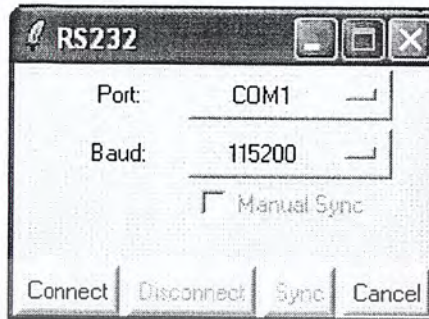 RS232
Port: COM1
Baud: 115200
Manual Sync
Connect Disconnect Sync Cancel